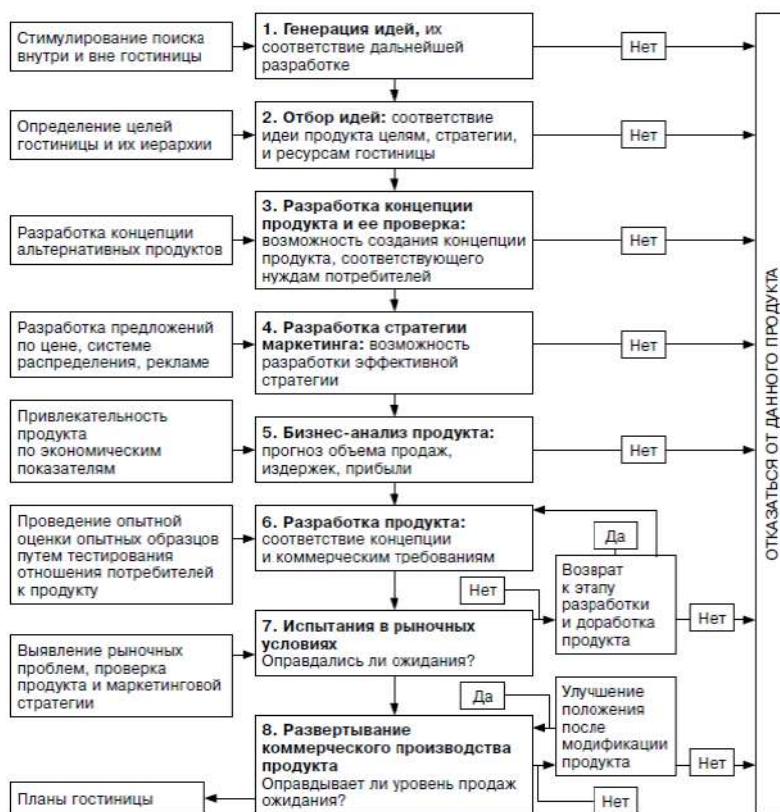 Стимулирование поиска
внутри и вне гостиницы
1. Генерация идей, их
соответствие дальнейшей
разработке
Нет
Определение целей
гостиницы и их иерархии
2. Отбор идей: соответствие
идеи продукта целям, стратегии,
и ресурсам гостиницы
Нет
Разработка концепции
альтернативных продуктов
3. Разработка концепции
продукта и ее проверка:
возможность создания концепции
продукта, соответствующего
нуждам потребителей
Нет
Разработка предложений
по цене, системе
распределения, рекламе
4. Разработка стратегии
маркетинга: возможность
разработки эффективной
стратегии
Нет
Привлекательность
продукта
по экономическим
показателям
5. Бизнес-анализ продукта:
прогноз объема продаж,
издержек, прибыли
Нет
Проведение опытной
оценки опытных образцов
путем тестирования
отношения потребителей
к продукту
6. Разработка продукта:
соответствие концепции
и коммерческим требованиям
Да
Нет
Возврат
к этапу
разработки
и доработка
продукта
Нет
Выявление рыночных
проблем, проверка
продукта и маркетинговой
стратегии
7. Испытания в рыночных
условиях
Оправдались ли ожидания?
Да
Улучшение
положения
после
модификации
продукта
Нет
8. Развертывание
коммерческого производства
продукта
Оправдывает ли уровень продаж
ожидания?
Нет
Планы гостиницы
ОТКАЗАТЬСЯ ОТ ДАННОГО ПРОДУКТА